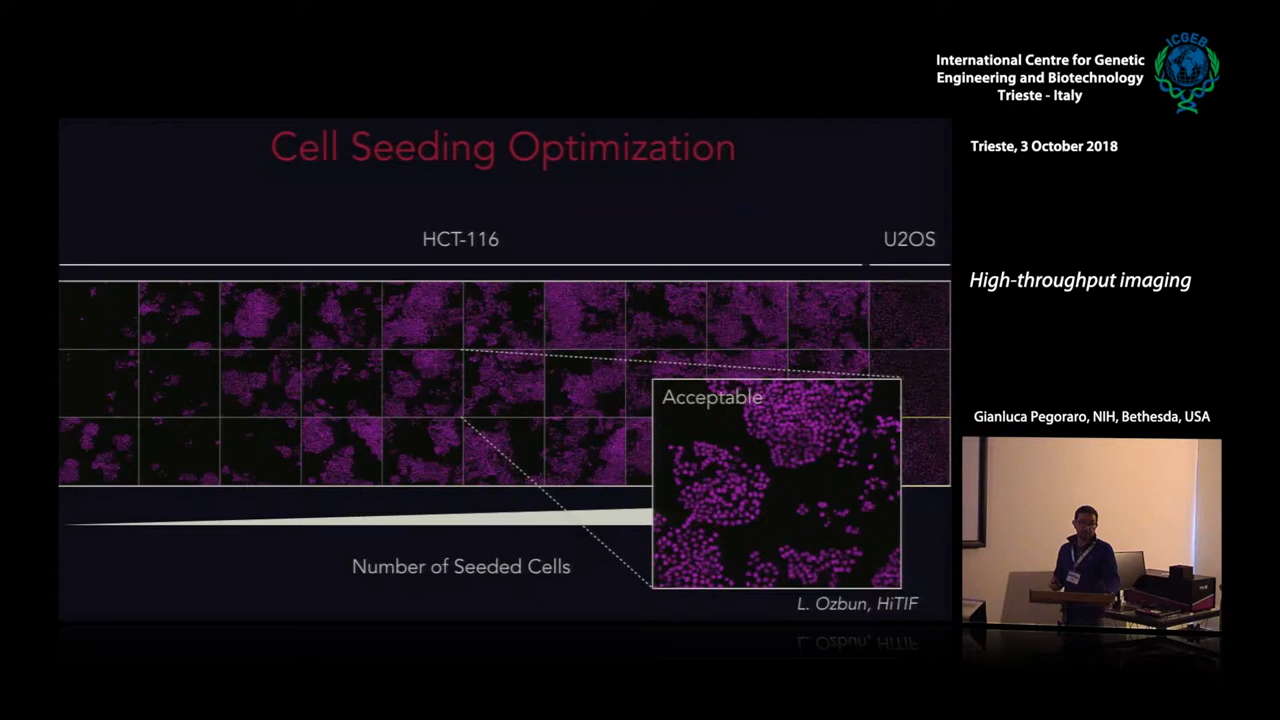 ICGEB
International Centre for Genetic
Engineering and Biotechnology
Trieste - Italy
Trieste, 3 October 2018
Cell Seeding Optimization
HCT-116
U2OS
High-throughput imaging
Acceptable
Gianluca Pegoraro, NIH, Bethesda, USA
Number of Seeded Cells
L. Ozbun, HiTIF